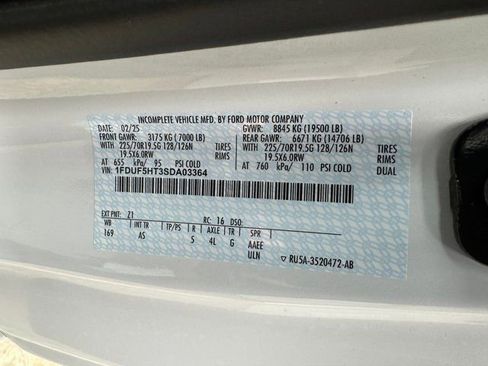 INCOMPLETE VEHICLE MFD. BY FORD MOTOR COMPANY
DATE: 02/25 GVWR: 8845 KG (19500 LB)
FRONT GAWR: 3175 KG ( 7000 LB) REAR GAWR: 6671 KG (14706 LB)
WITH 225/70R19.5G 128/126N TIRES WITH 225/70R19.5G 128/126N TIRES
19.5X6.0RW RIMS 19.5X6.0RW RIMS
AT 655 kPa/ 95 PSI COLD AT 760 kPa/ 110 PSI COLD DUAL
VIN: 1FDUF5HT3SDA03364
EXT PNT: Z1 RC: 16 DSO:
WB INT TR TP/PS R AXLE TR SPR
169 AS 5 4L G AAEE
ULN ▽ RU5A-3520472-AB